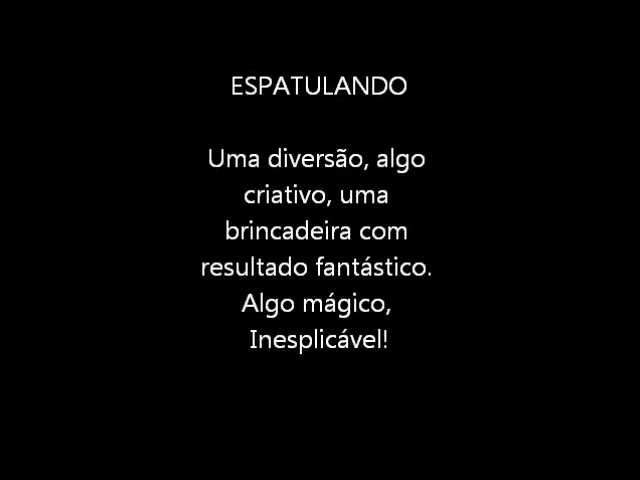 ESPATULANDO
Uma diversão, algo
criativo, uma
brincadeira com
resultado fantástico.
Algo mágico,
Inesplicável!